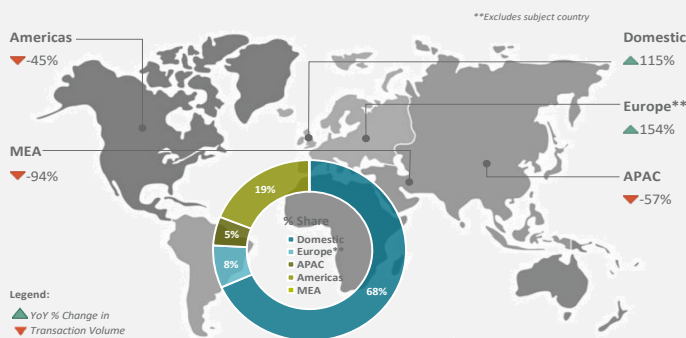 **Excludes subject country
Americas
-45%
Domestic
115%
Europe**
154%
MEA
-94%
APAC
-57%
19%
5%
8%
68%
% Share
Domestic
Europe**
APAC
Americas
MEA
Legend:
YoY % Change in
Transaction Volume